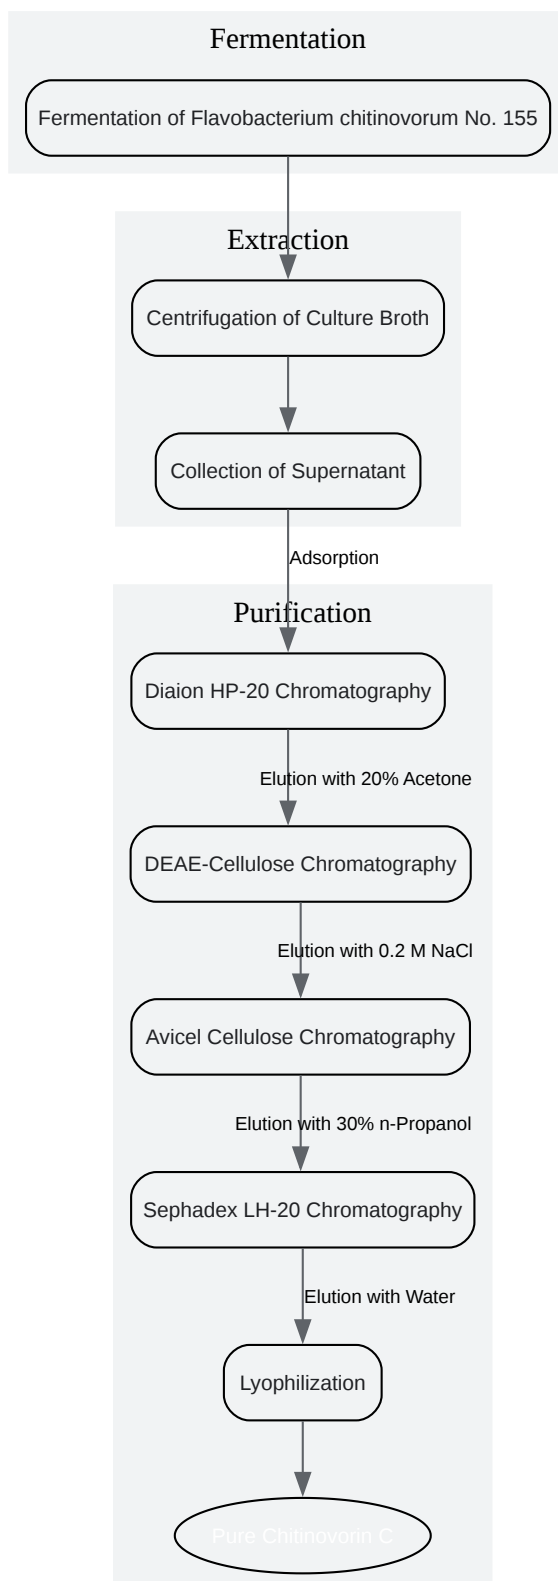 Fermentation
Fermentation of Flavobacterium chitinovorum No. 155
Extraction
Centrifugation of Culture Broth
Collection of Supernatant
Adsorption
Purification
Diaion HP-20 Chromatography
Elution with 20% Acetone
DEAE-Cellulose Chromatography
Elution with 0.2 M NaCl
Avicel Cellulose Chromatography
Elution with 30% n-Propanol
Sephadex LH-20 Chromatography
Elution with Water
Lyophilization
Pure Chitinovorin C